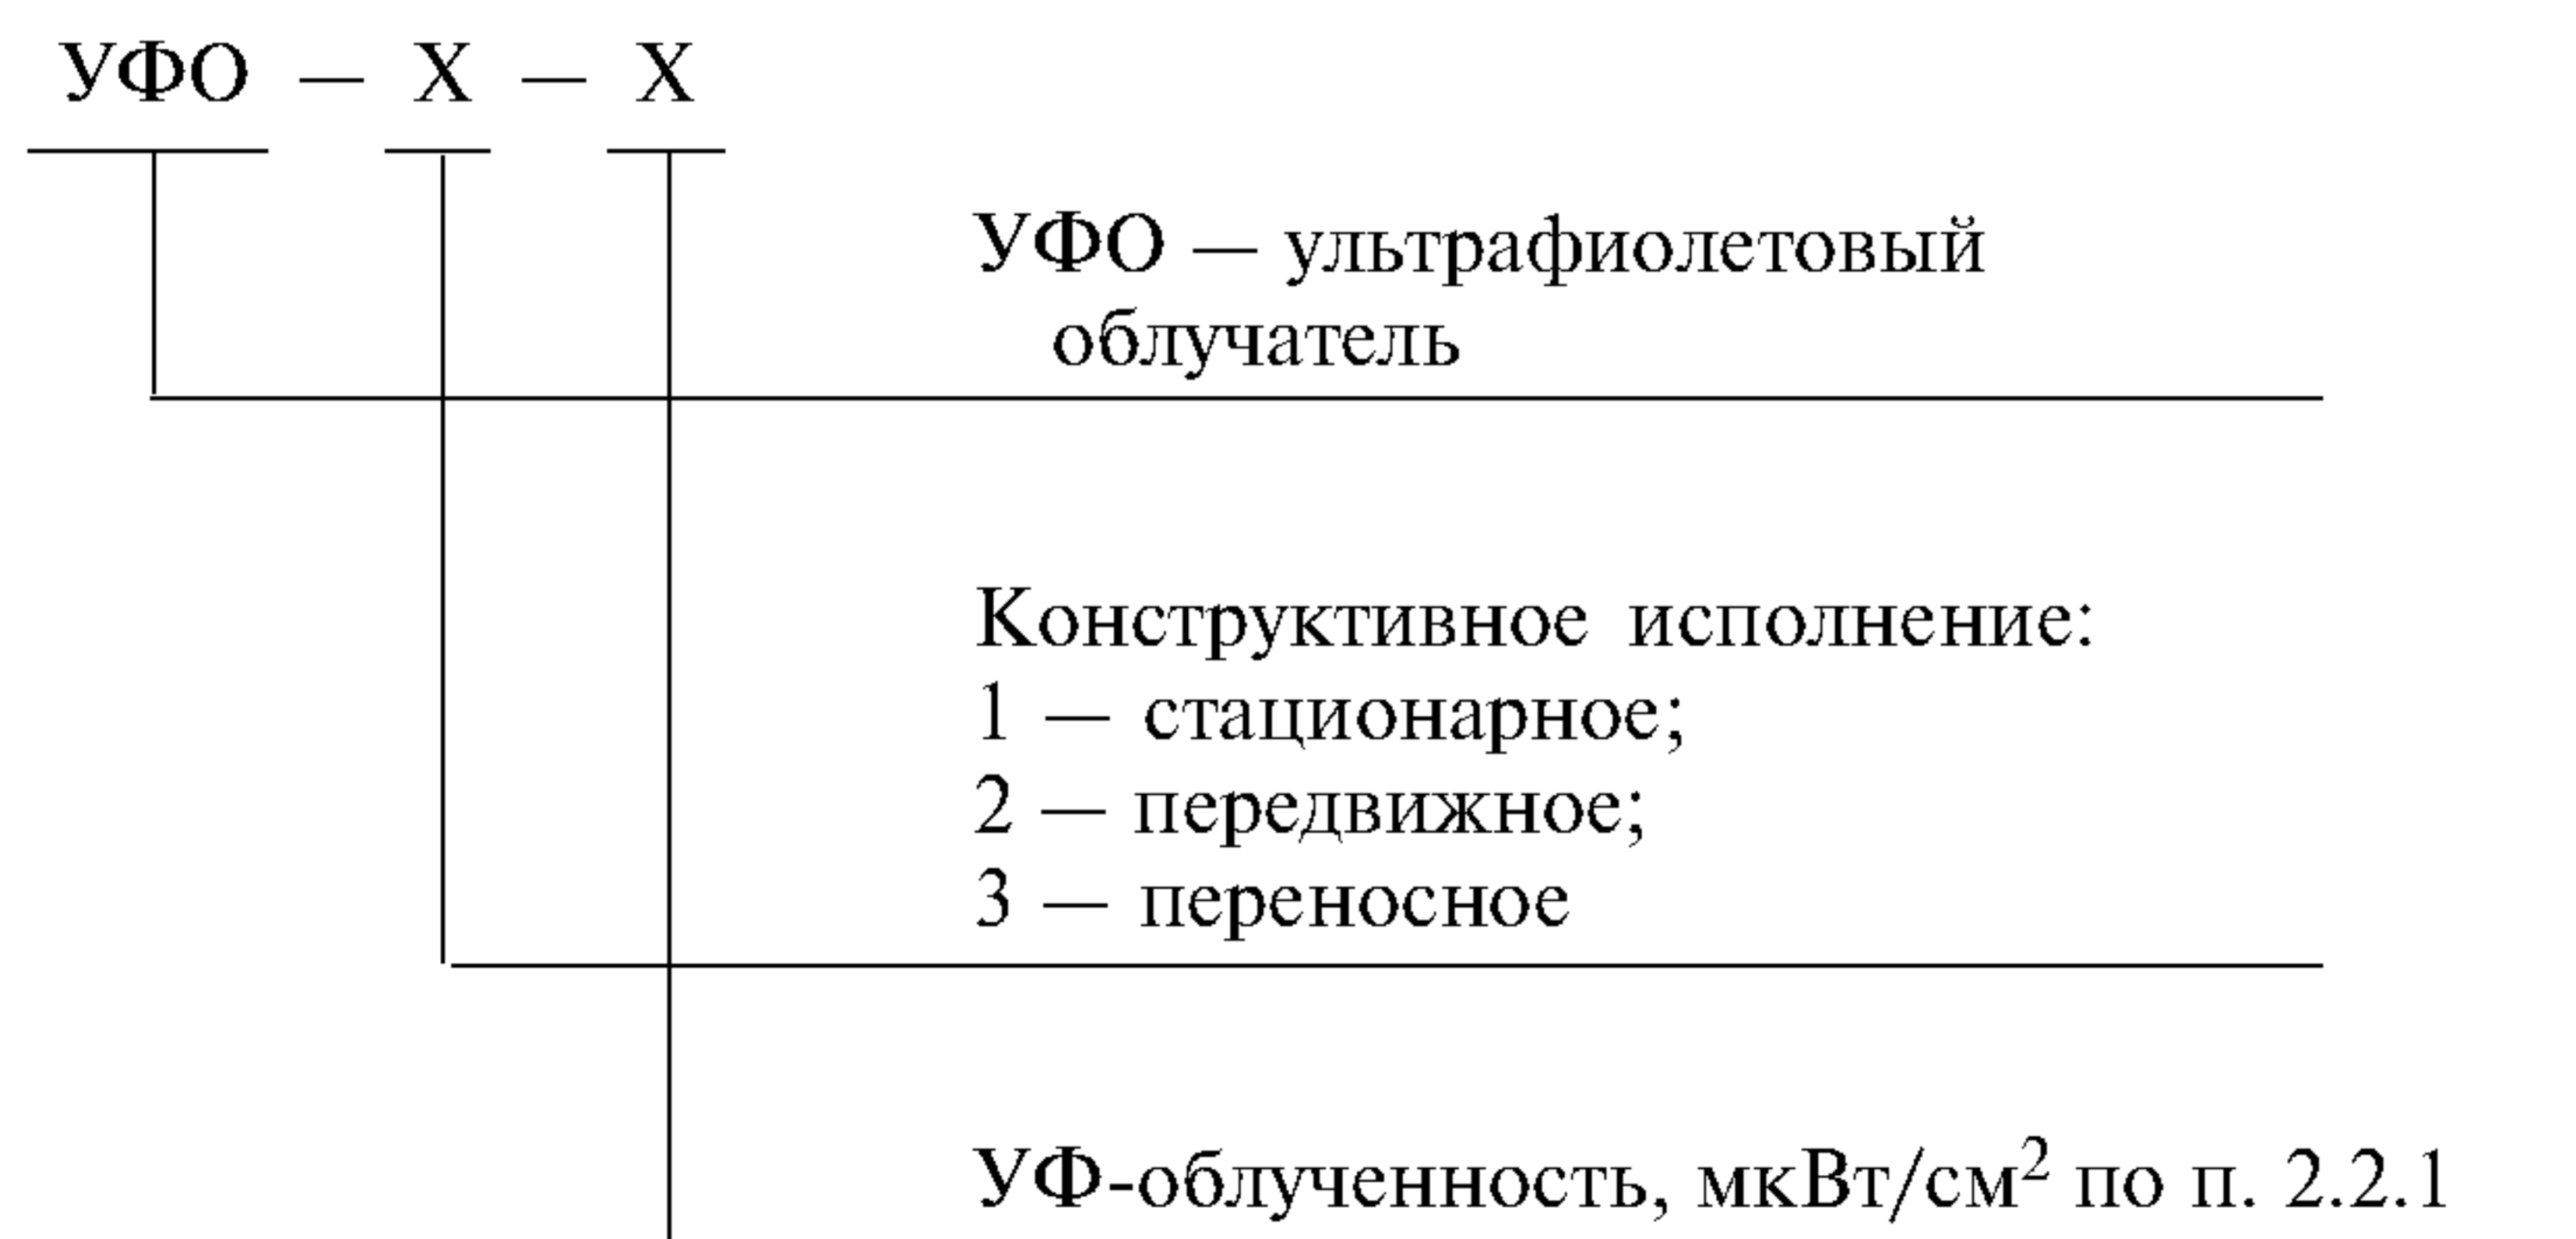 УФО – Х – Х
УФО – ультрафиолетовый
облучатель
Конструктивное исполнение:
1 — стационарное;
2 — передвижное;
3 — переносное
УФ-облученность, мкВт/см² по п. 2.2.1